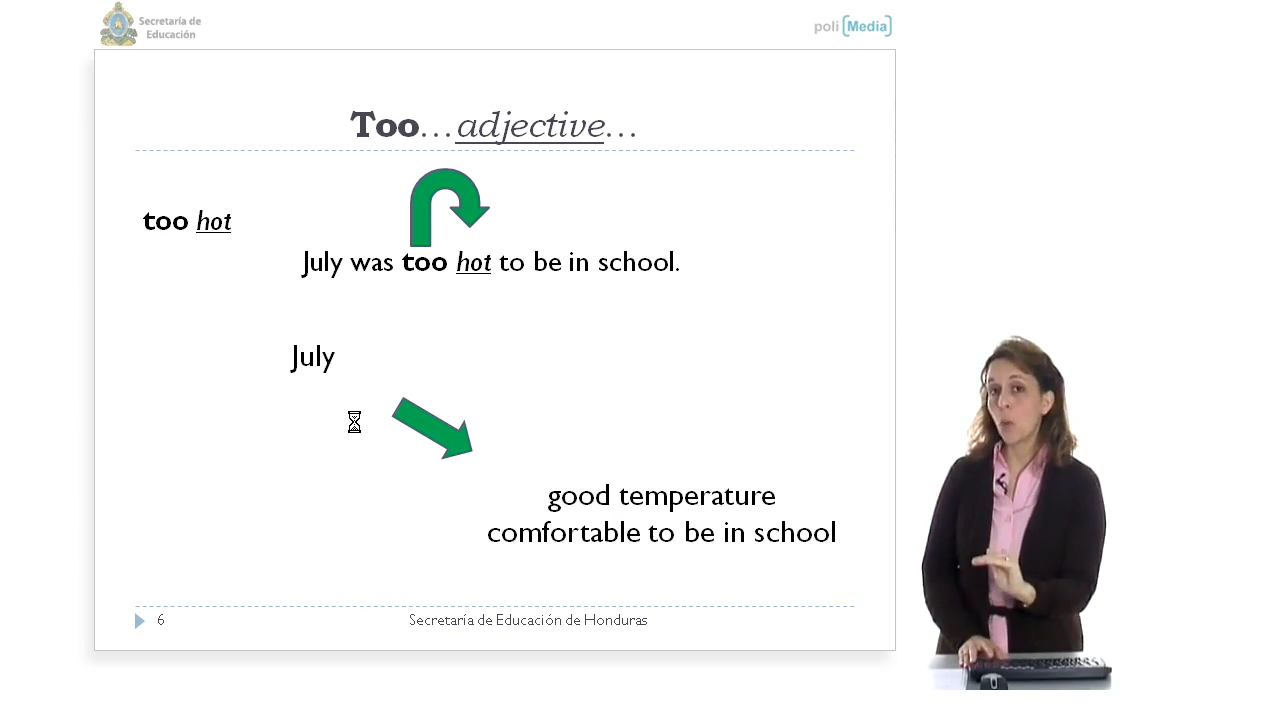 Secretaría de
Educación
poli [Media]
Too…adjective…
too hot
July was too hot to be in school.
July
good temperature
comfortable to be in school
6
Secretaría de Educación de Honduras